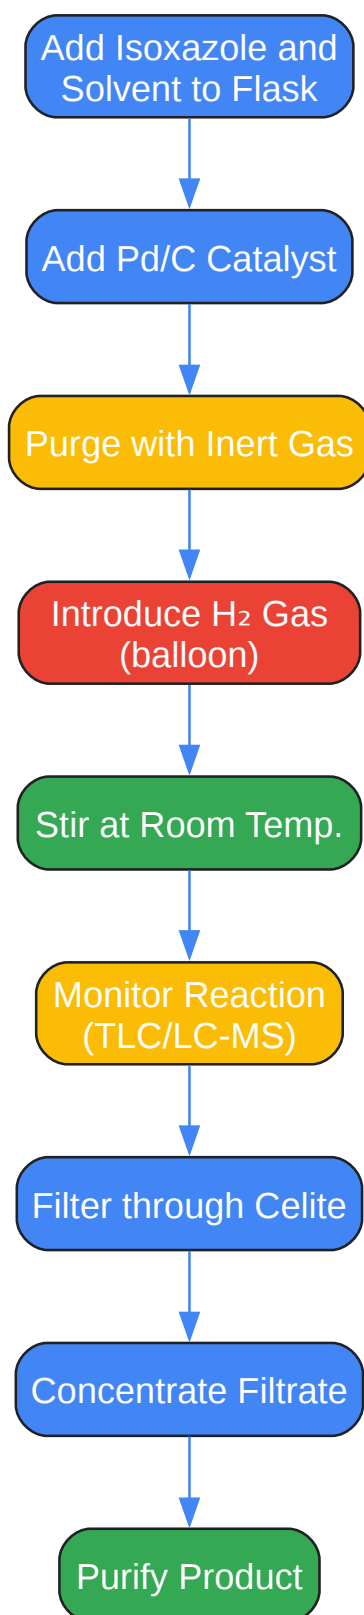 Add Isoxazole and
Solvent to Flask
Add Pd/C Catalyst
Purge with Inert Gas
Introduce H₂ Gas
(balloon)
Stir at Room Temp.
Monitor Reaction
(TLC/LC-MS)
Filter through Celite
Concentrate Filtrate
Purify Product